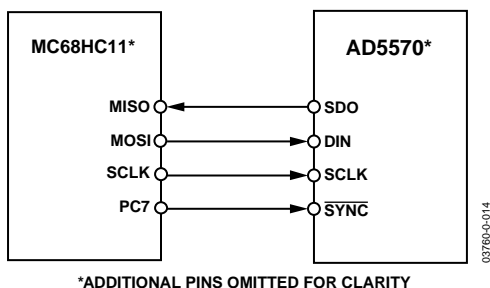 MC68HC11*
AD5570*
MISO
SDO
MOSI
DIN
SCLK
SCLK
PC7
SYNC
03760-0-014
*ADDITIONAL PINS OMITTED FOR CLARITY